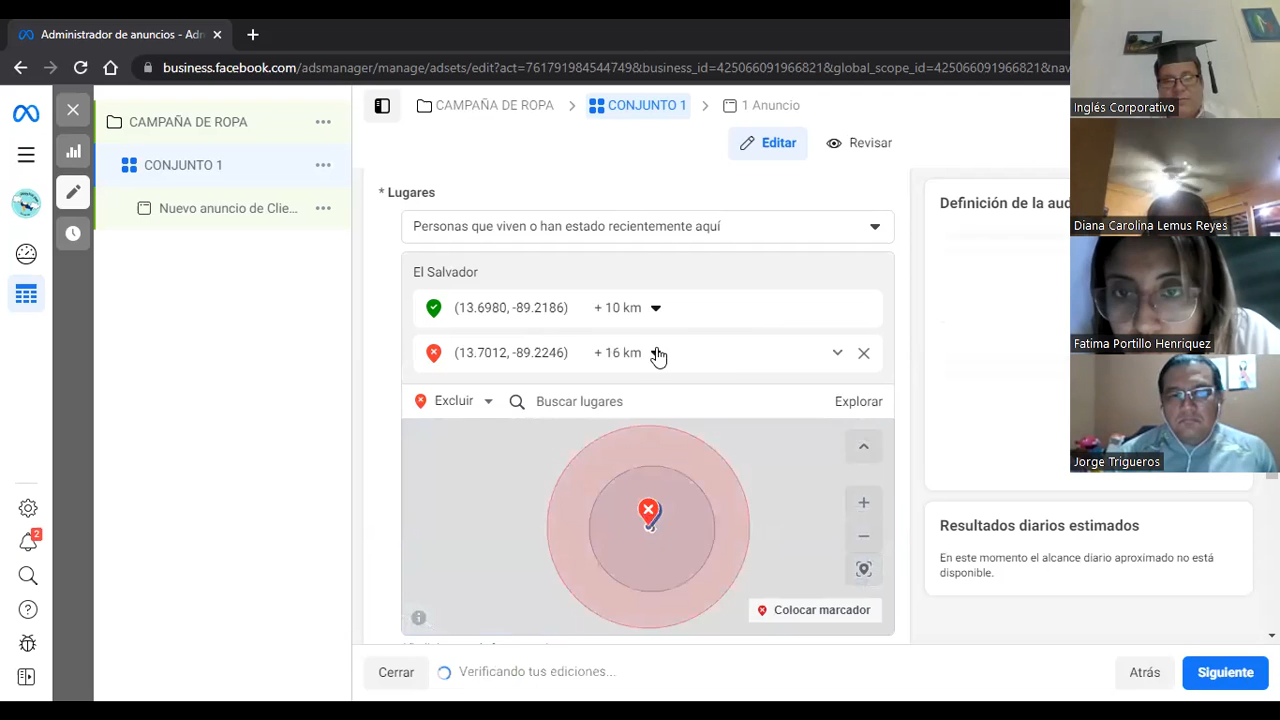 Administrador de anuncios - Adr
business.facebook.com/adsmanager/manage/adsets/edit?act=761791984544749&business_id=425066091966821&global_scope_id=425066091966821&nav
CAMPAÑA DE ROPA
CONJUNTO 1
Nuevo anuncio de Clie...
2
CAMPAÑA DE ROPA
CONJUNTO 1
1 Anuncio
Editar
Revisar
* Lugares
Personas que viven o han estado recientemente aquí
El Salvador
(13.6980, -89.2186) + 10 km
(13.7012, -89.2246) + 16 km
Excluir
Buscar lugares
Explorar
Colocar marcador
Definición de la aud
Resultados diarios estimados
En este momento el alcance diario aproximado no está
disponible.
Cerrar
Verificando tus ediciones...
Atrás
Siguiente
Inglés Corporativo
Diana Carolina Lemus Reyes
Fatima Portillo Henriquez
Jorge Trigueros